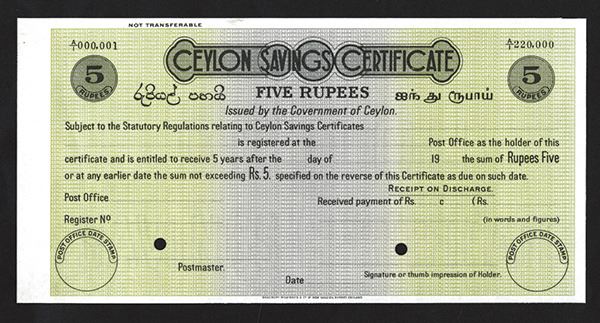 NOT TRANSFERABLE
A/1 000,001
A/1 220,000
CEYLON SAVINGS CERTIFICATE
5
(RUPEES)
5
(RUPEES)
රුපියල් පහයි
FIVE RUPEES
ஐந்து ரூபாய்
Issued by the Government of Ceylon.
Subject to the Statutory Regulations relating to Ceylon Savings Certificates
is registered at the Post Office as the holder of this
certificate and is entitled to receive 5 years after the day of 19 the sum of Rupees Five
or at any earlier date the sum not exceeding Rs. 5. specified on the reverse of this Certificate as due on such date.
RECEIPT ON DISCHARGE.
Post Office
Received payment of Rs. c (Rs.
Register Nº
(in words and figures)
POST OFFICE DATE STAMP
POST OFFICE DATE STAMP
Postmaster.
Signature or thumb impression of Holder.
Date